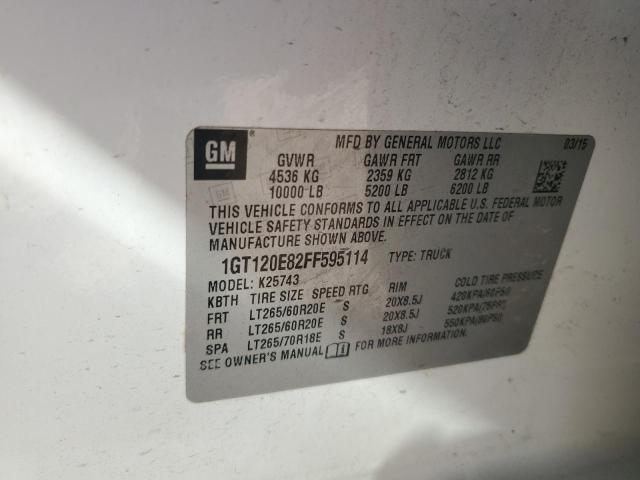 GM ® MFD BY GENERAL MOTORS LLC 03/15
GVWR GAWR FRT GAWR RR
4536 KG 2359 KG 2812 KG
10000 LB 5200 LB 6200 LB
THIS VEHICLE CONFORMS TO ALL APPLICABLE U.S. FEDERAL MOTOR
VEHICLE SAFETY STANDARDS IN EFFECT ON THE DATE OF
MANUFACTURE SHOWN ABOVE.
1GT120E82FF595114 TYPE: TRUCK
MODEL: K25743
KBTH TIRE SIZE SPEED RTG RIM COLD TIRE PRESSURE
FRT LT265/60R20E S 20X8.5J 420KPA(60PSI)
RR LT265/60R20E S 20X8.5J 520KPA(75PSI)
SPA LT265/70R18E S 18X8J 550KPA(80PSI)
SEE OWNER'S MANUAL FOR MORE INFORMATION.